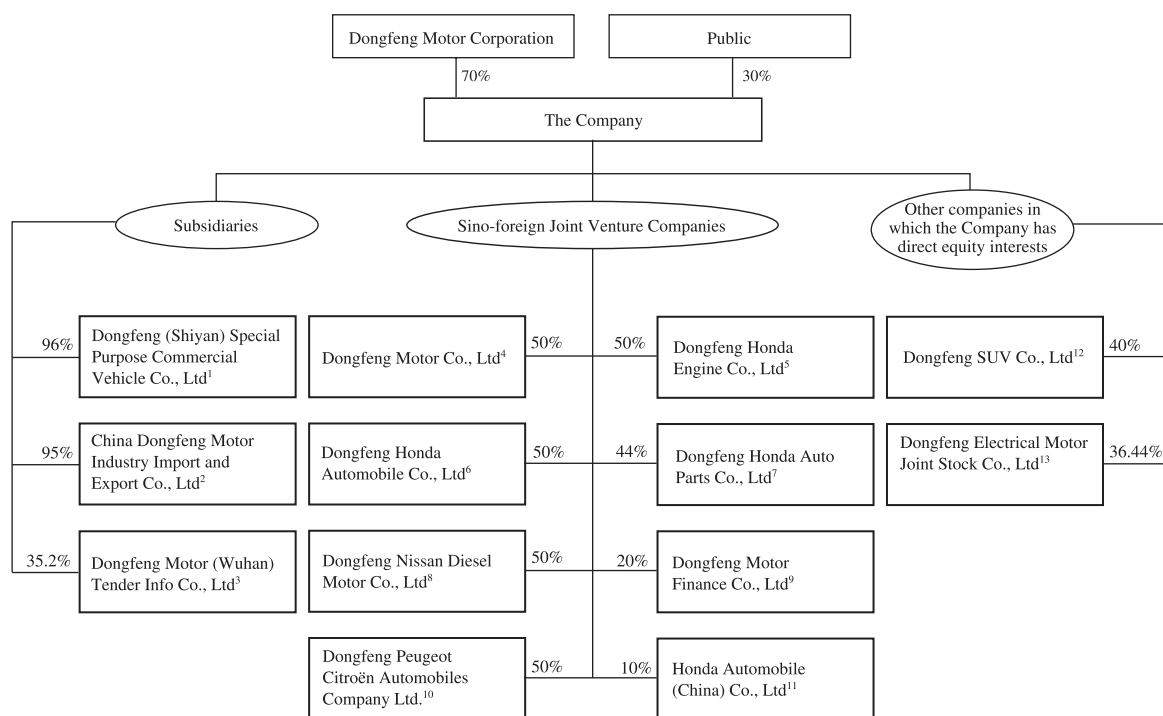 Dongfeng Motor Corporation
Public
70%
30%
The Company
Subsidiaries
Sino-foreign Joint Venture Companies
Other companies in
which the Company has
direct equity interests
96%
Dongfeng (Shiyan) Special
Purpose Commercial
Vehicle Co., Ltd¹
Dongfeng Motor Co., Ltd⁴
50%
50%
Dongfeng Honda
Engine Co., Ltd⁵
Dongfeng SUV Co., Ltd¹²
40%
95%
China Dongfeng Motor
Industry Import and
Export Co., Ltd²
Dongfeng Honda
Automobile Co., Ltd⁶
50%
44%
Dongfeng Honda Auto
Parts Co., Ltd⁷
Dongfeng Electrical Motor
Joint Stock Co., Ltd¹³
36.44%
35.2%
Dongfeng Motor (Wuhan)
Tender Info Co., Ltd³
Dongfeng Nissan Diesel
Motor Co., Ltd⁸
50%
20%
Dongfeng Motor
Finance Co., Ltd⁹
Dongfeng Peugeot
Citroën Automobiles
Company Ltd.¹⁰
50%
10%
Honda Automobile
(China) Co., Ltd¹¹